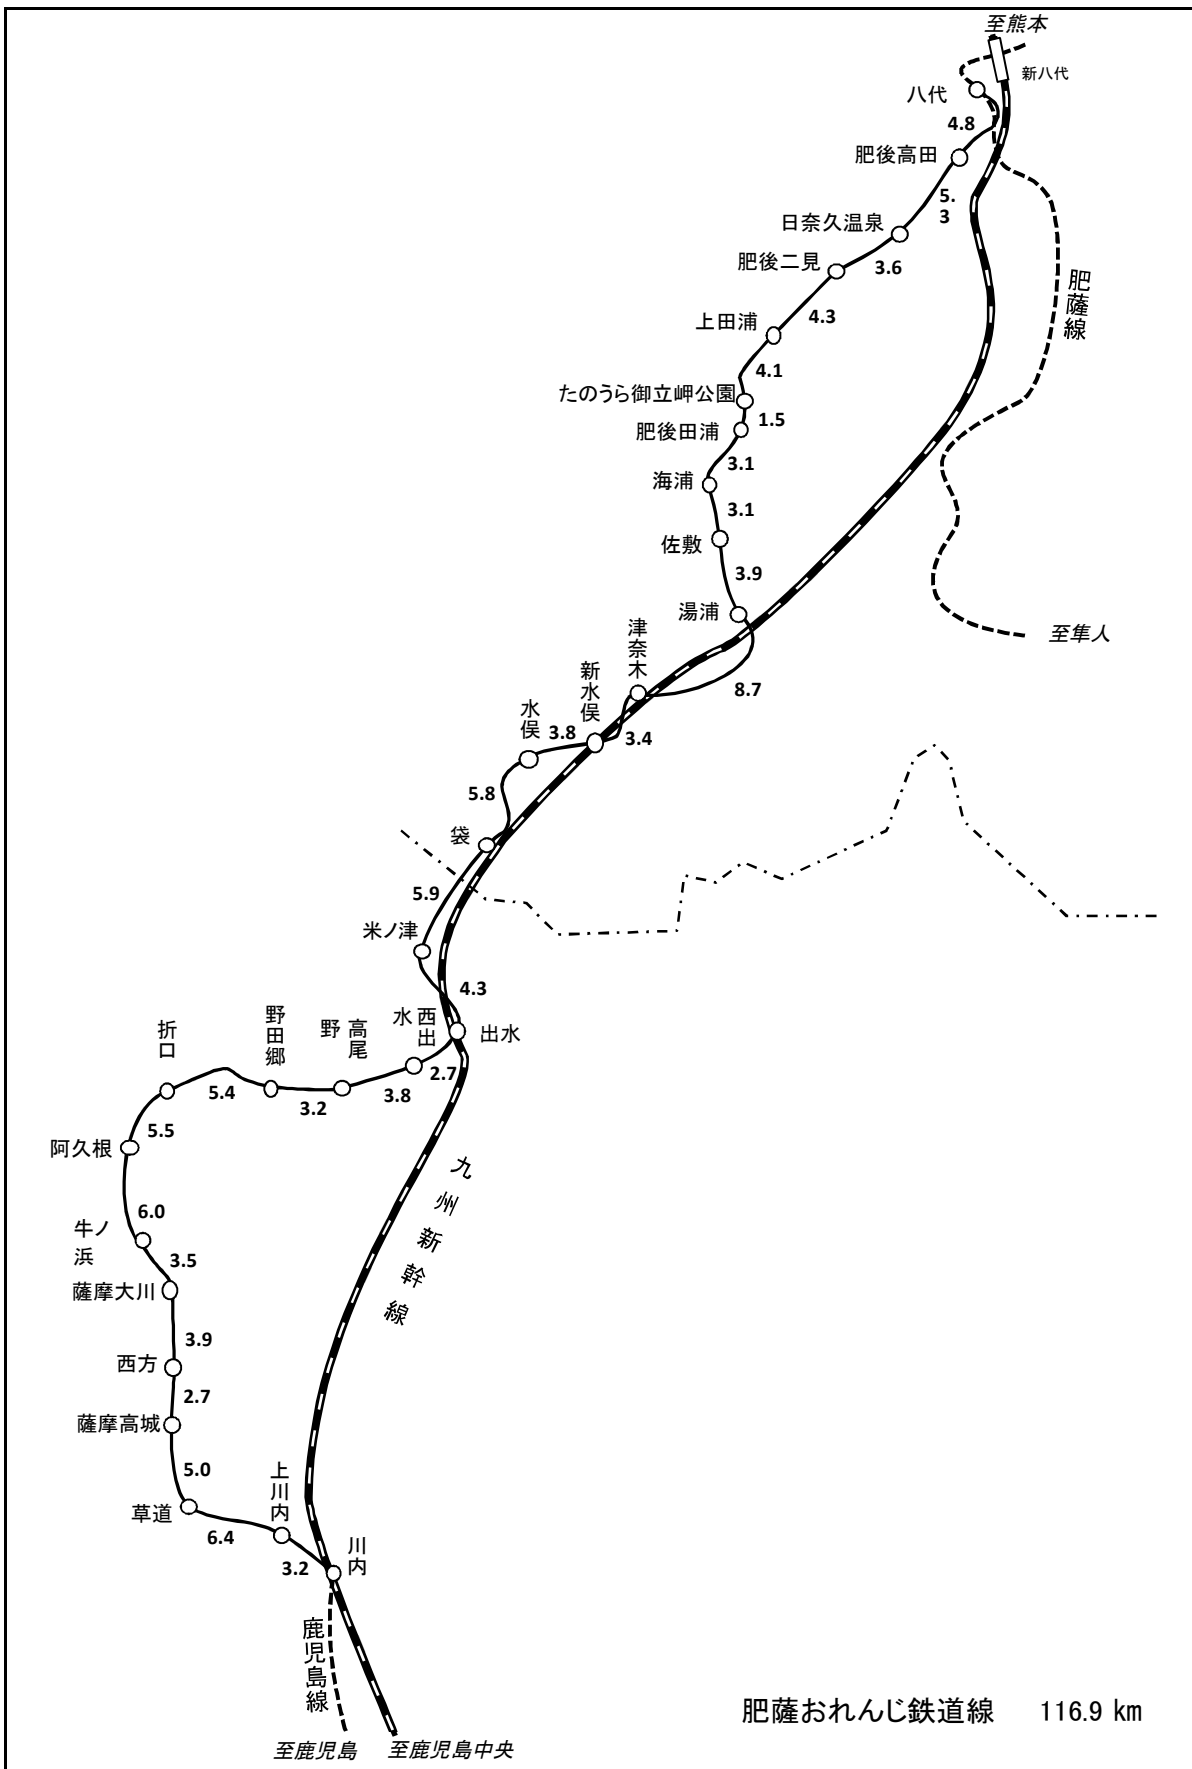 至熊本
新八代
八代
4.8
肥後高田
5.
3
日奈久温泉
3.6
肥後二見
4.3
肥薩線
上田浦
4.1
たのうら御立岬公園
1.5
肥後田浦
3.1
海浦
3.1
佐敷
3.9
湯浦
至隼人
津奈木
8.7
新水俣
3.4
水俣
3.8
5.8
袋
5.9
米ノ津
4.3
出水
西出
水
2.7
高尾
野
3.8
野田郷
3.2
折口
5.4
5.5
阿久根
6.0
牛ノ
浜
3.5
薩摩大川
3.9
西方
2.7
薩摩高城
5.0
草道
6.4
上川内
3.2
川内
九州新幹線
鹿児島線
至鹿児島
至鹿児島中央
肥薩おれんじ鉄道線 116.9 km